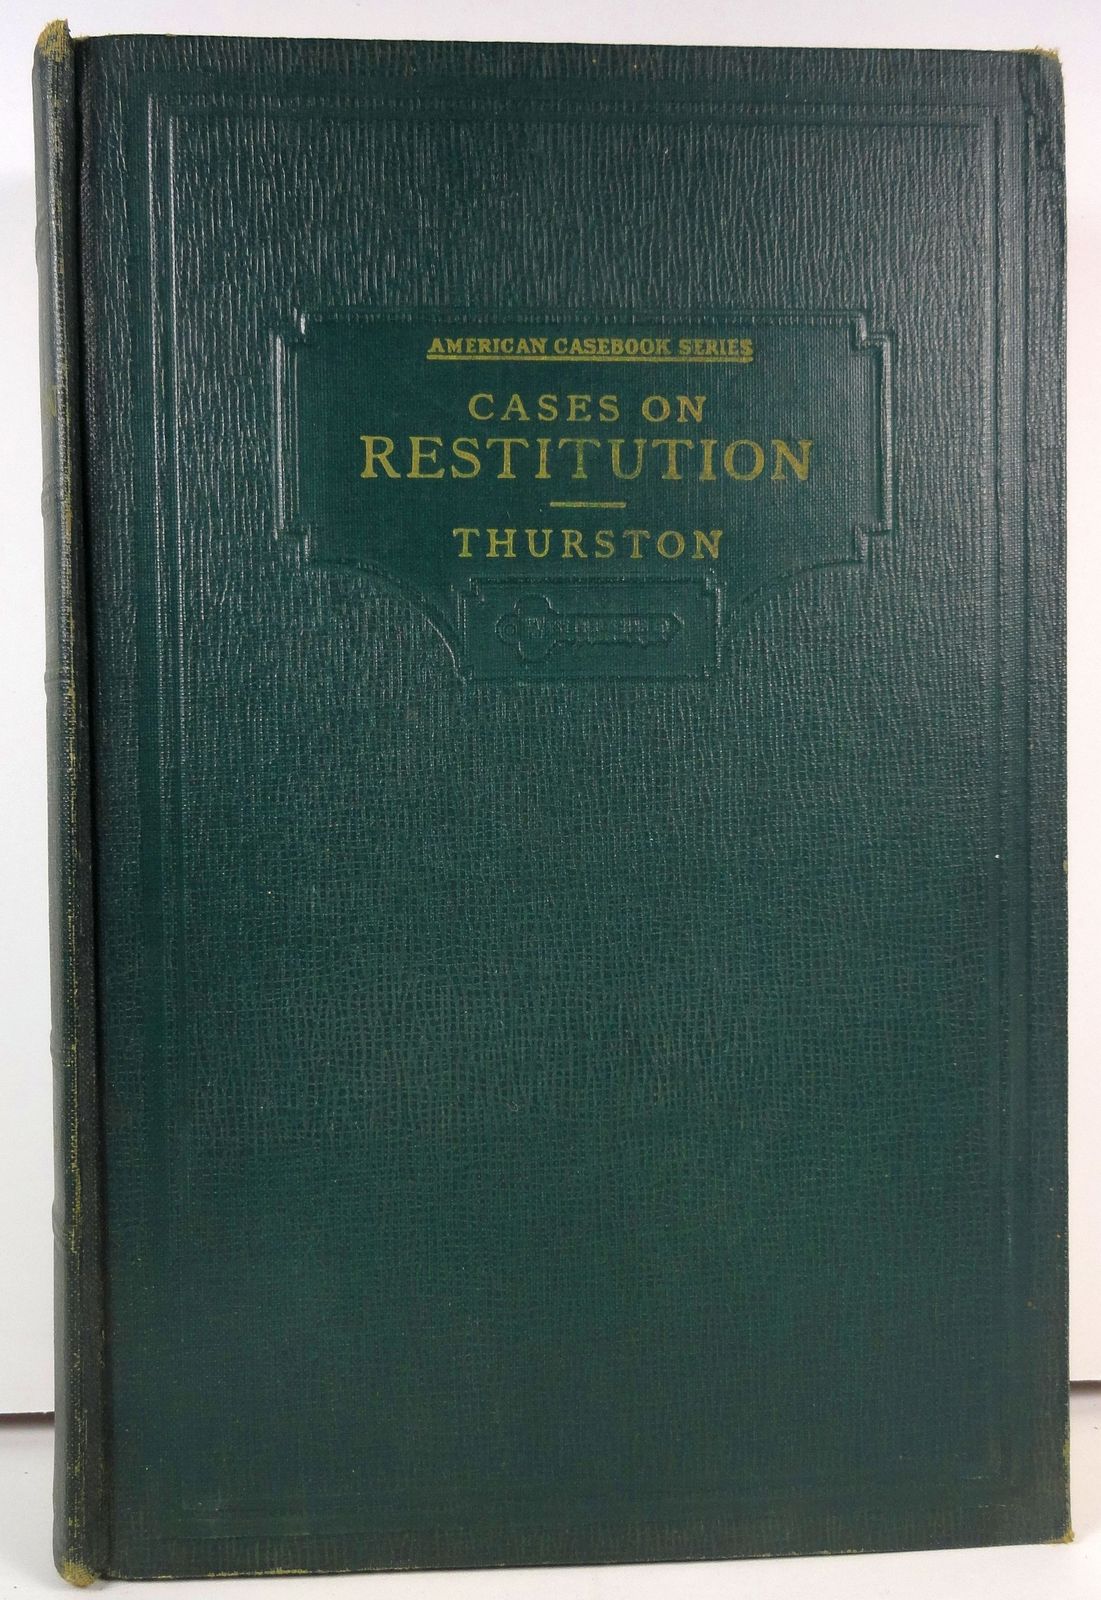 AMERICAN CASEBOOK SERIES
CASES ON
RESTITUTION
THURSTON